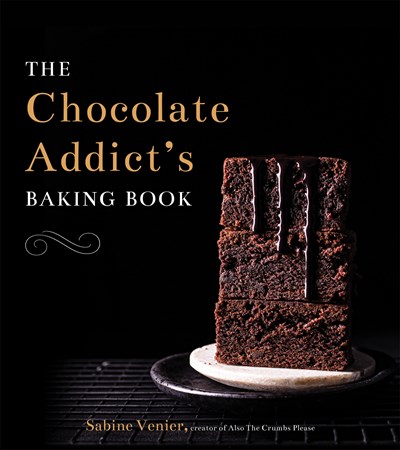 THE
Chocolate
Addict's
BAKING BOOK
Sabine Venier, creator of Also The Crumbs Please